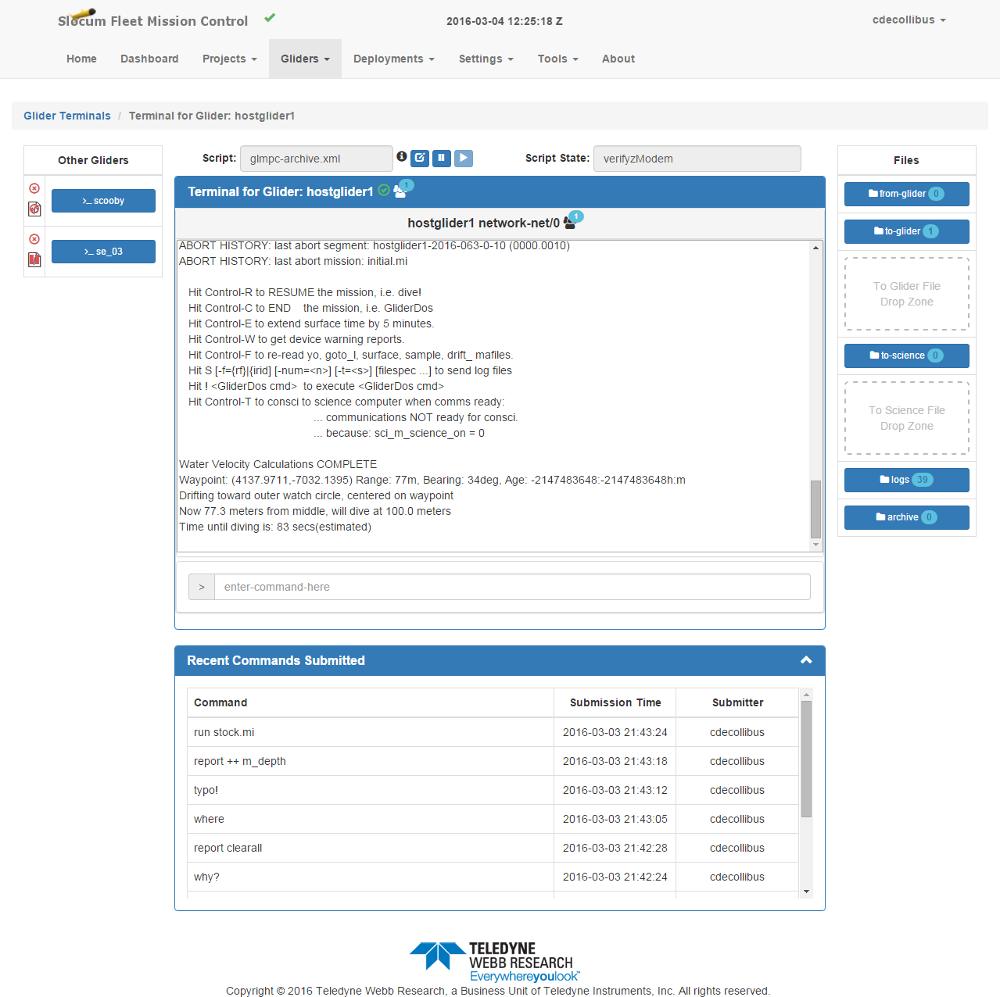 Slocum Fleet Mission Control
2016-03-04 12:25:18 Z
cdecollibus
Home Dashboard Projects Gliders Deployments Settings Tools About
Glider Terminals / Terminal for Glider: hostglider1
Other Gliders
>_ scooby
>_ se_03
Script: glmpc-archive.xml
Script State: verifyzModem
Terminal for Glider: hostglider1 1
hostglider1 network-net/0 1
ABORT HISTORY: last abort segment: hostglider1-2016-063-0-10 (0000.0010)
ABORT HISTORY: last abort mission: initial.mi
Hit Control-R to RESUME the mission, i.e. dive!
Hit Control-C to END    the mission, i.e. GliderDos
Hit Control-E to extend surface time by 5 minutes.
Hit Control-W to get device warning reports.
Hit Control-F to re-read yo, goto_l, surface, sample, drift_ mafiles.
Hit S [-f={rf}|{irid} [-num=<n>] [-t=<s>] [filespec ...] to send log files
Hit ! <GliderDos cmd>  to execute <GliderDos cmd>
Hit Control-T to consci to science computer when comms ready:
... communications NOT ready for consci.
... because: sci_m_science_on = 0
Water Velocity Calculations COMPLETE
Waypoint: (4137.9711,-7032.1395) Range: 77m, Bearing: 34deg, Age: -2147483648:-2147483648h:m
Drifting toward outer watch circle, centered on waypoint
Now 77.3 meters from middle, will dive at 100.0 meters
Time until diving is: 83 secs(estimated)
> enter-command-here
Files
from-glider 0
to-glider 1
To Glider File
Drop Zone
to-science 0
To Science File
Drop Zone
logs 39
archive 0
Recent Commands Submitted
Command Submission Time Submitter
run stock.mi 2016-03-03 21:43:24 cdecollibus
report ++ m_depth 2016-03-03 21:43:18 cdecollibus
typo! 2016-03-03 21:43:12 cdecollibus
where 2016-03-03 21:43:05 cdecollibus
report clearall 2016-03-03 21:42:28 cdecollibus
why? 2016-03-03 21:42:24 cdecollibus
TELEDYNE
WEBB RESEARCH
Everywhereyoulook™
Copyright © 2016 Teledyne Webb Research, a Business Unit of Teledyne Instruments, Inc. All rights reserved.